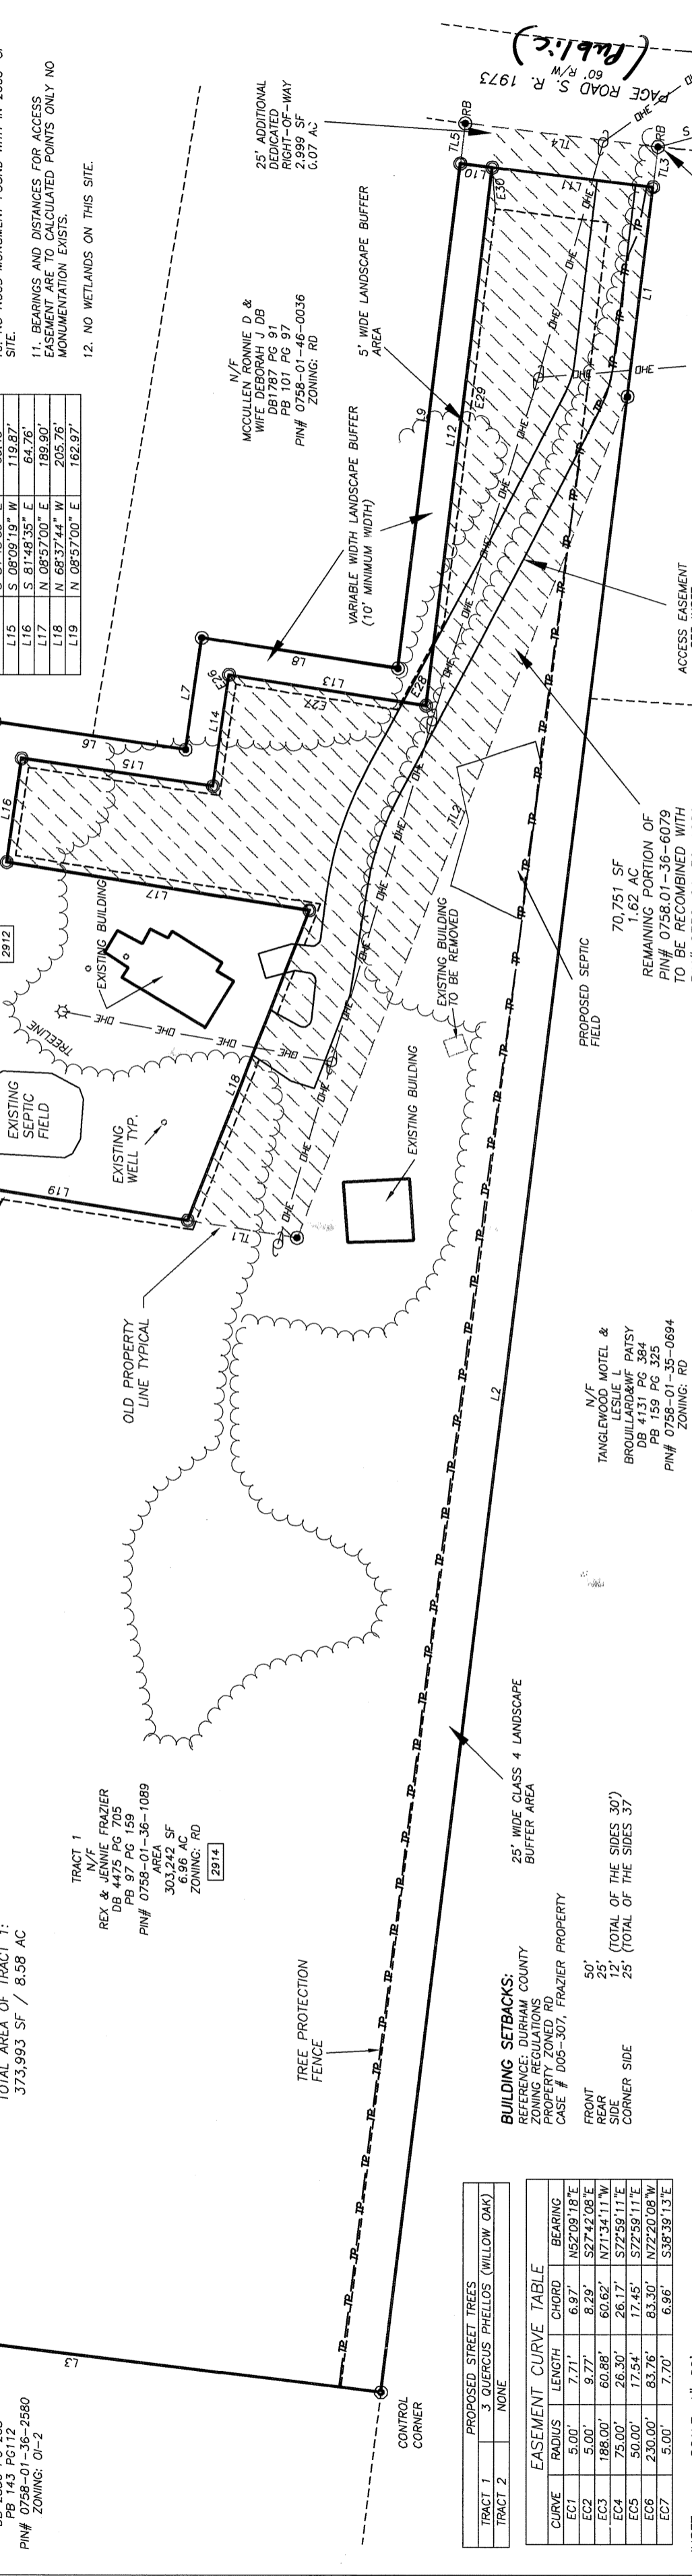 SITE.
11. BEARINGS AND DISTANCES FOR ACCESS
EASEMENT ARE TO CALCULATED POINTS ONLY NO
MONUMENTATION EXISTS.
12. NO WETLANDS ON THIS SITE.
L15 S 08°09'19" W 119.87'
L16 S 81°48'35" E 64.76'
L17 N 08°57'00" E 189.90'
L18 N 68°37'44" W 205.76'
L19 N 08°57'00" E 162.97'
(Public)
PAGE ROAD S. R. 1973
60' R/W
25' ADDITIONAL
DEDICATED
RIGHT-OF-WAY
2,999 SF
0.07 AC
N/F
MCCULLEN RONNIE D &
WIFE DEBORAH J DB
DB1787 PG 91
PB 101 PG 97
PIN# 0758-01-46-0036
ZONING: RD
5' WIDE LANDSCAPE BUFFER
AREA
VARIABLE WIDTH LANDSCAPE BUFFER
(10' MINIMUM WIDTH)
RB
TL5
TL4
RB
TL3
L10
E30
L11
L1
L9
L12
E29
OHE
L8
L7
E26
L13
L14
E27
E28
L6
L15
L16
L17
TL2
TP
ACCESS EASEMENT
70,751 SF
1.62 AC
REMAINING PORTION OF
PIN# 0758.01-36-6079
TO BE RECOMBINED WITH
PROPOSED SEPTIC
FIELD
2912
EXISTING BUILDING
EXISTING BUILDING
TO BE REMOVED
EXISTING BUILDING
TREELINE
EXISTING
SEPTIC
FIELD
EXISTING
WELL TYP.
L18
L19
TL1
OLD PROPERTY
LINE TYPICAL
L2
N/F
TANGLEWOOD MOTEL &
LESLIE L
BROUILLARD&WF PATSY
DB 4131 PG 384
PB 159 PG 325
PIN# 0758-01-35-0694
ZONING: RD
TRACT 1
N/F
REX & JENNIE FRAZIER
DB 4475 PG 705
PB 97 PG 159
PIN# 0758-01-36-1089
AREA
303,242 SF
6.96 AC
ZONING: RD
2914
TOTAL AREA OF TRACT 1:
373,993 SF / 8.58 AC
25' WIDE CLASS 4 LANDSCAPE
BUFFER AREA
TREE PROTECTION
FENCE
BUILDING SETBACKS:
REFERENCE: DURHAM COUNTY
ZONING REGULATIONS
PROPERTY ZONED RD
CASE # D05-307, FRAZIER PROPERTY
FRONT 50'
REAR 25'
SIDE 12' (TOTAL OF THE SIDES 30')
CORNER SIDE 25' (TOTAL OF THE SIDES 37
L3
CONTROL
CORNER
PB 143 PG112
PIN# 0758-01-36-2580
ZONING: OI-2
PROPOSED STREET TREES
TRACT 1 3 QUERCUS PHELLOS (WILLOW OAK)
TRACT 2 NONE
EASEMENT CURVE TABLE
CURVE RADIUS LENGTH CHORD BEARING
EC1 5.00' 7.71' 6.97' N52°09'18"E
EC2 5.00' 9.77' 8.29' S27°42'08"E
EC3 188.00' 60.88' 60.62' N71°34'11"W
EC4 75.00' 26.30' 26.17' S72°59'11"E
EC5 50.00' 17.54' 17.45' S72°59'11"E
EC6 230.00' 83.76' 83.30' N72°20'08"W
EC7 5.00' 7.70' 6.96' S38°39'13"E